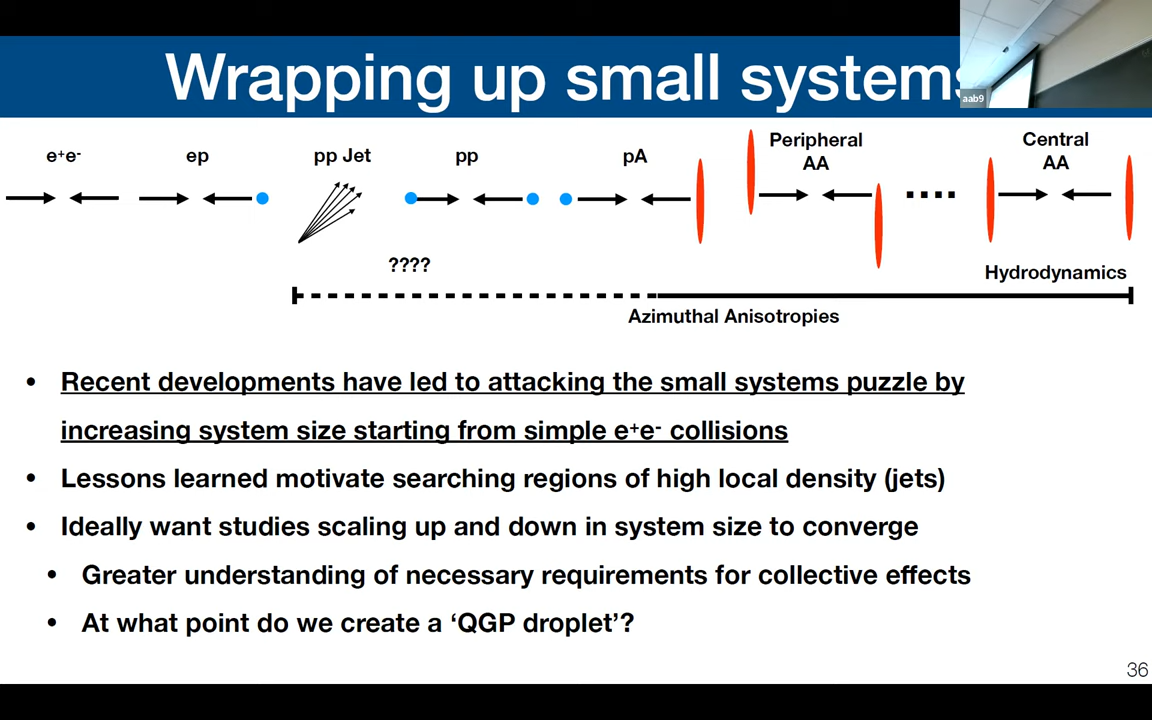 Wrapping up small systems
aab9
e⁺e⁻
ep
pp Jet
pp
pA
Peripheral
AA
....
Central
AA
????
Hydrodynamics
Azimuthal Anisotropies
• Recent developments have led to attacking the small systems puzzle by
increasing system size starting from simple e⁺e⁻ collisions
• Lessons learned motivate searching regions of high local density (jets)
• Ideally want studies scaling up and down in system size to converge
• Greater understanding of necessary requirements for collective effects
• At what point do we create a ‘QGP droplet’?
36